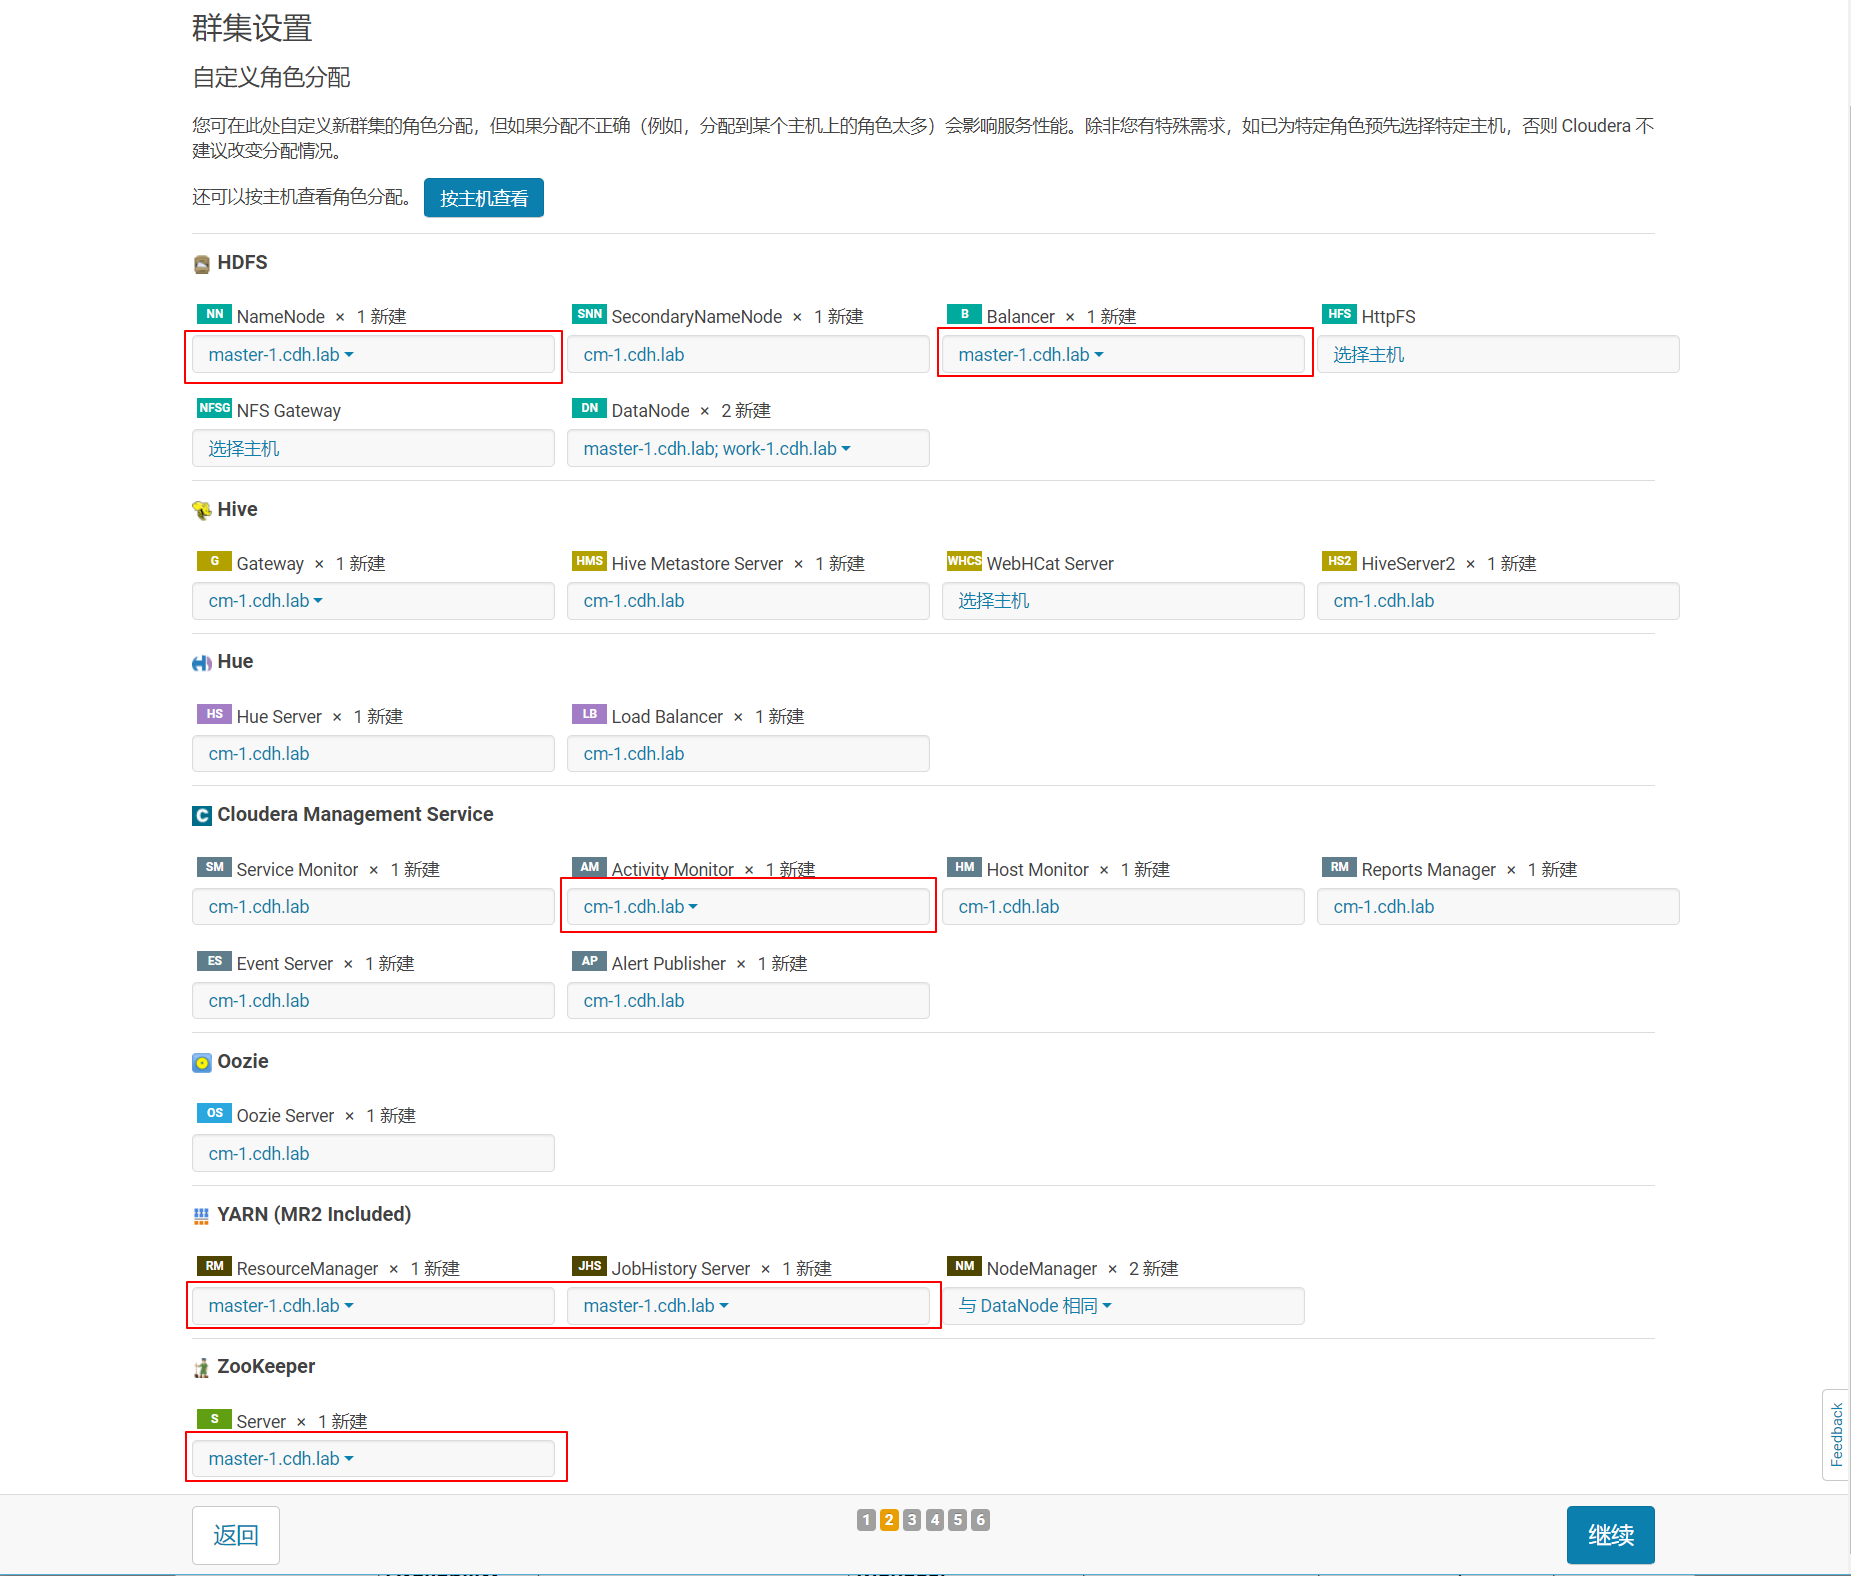 群集设置
自定义角色分配
您可在此处自定义新群集的角色分配，但如果分配不正确（例如，分配到某个主机上的角色太多）会影响服务性能。除非您有特殊需求，如已为特定角色预先选择特定主机，否则 Cloudera 不
建议改变分配情况。
还可以按主机查看角色分配。 按主机查看
HDFS
NN NameNode × 1 新建 SNN SecondaryNameNode × 1 新建 B Balancer × 1 新建 HFS HttpFS
master-1.cdh.lab cm-1.cdh.lab master-1.cdh.lab 选择主机
NFSG NFS Gateway DN DataNode × 2 新建
选择主机 master-1.cdh.lab; work-1.cdh.lab
Hive
G Gateway × 1 新建 HMS Hive Metastore Server × 1 新建 WHCS WebHCat Server HS2 HiveServer2 × 1 新建
cm-1.cdh.lab cm-1.cdh.lab 选择主机 cm-1.cdh.lab
Hue
HS Hue Server × 1 新建 LB Load Balancer × 1 新建
cm-1.cdh.lab cm-1.cdh.lab
C Cloudera Management Service
SM Service Monitor × 1 新建 AM Activity Monitor × 1 新建 HM Host Monitor × 1 新建 RM Reports Manager × 1 新建
cm-1.cdh.lab cm-1.cdh.lab cm-1.cdh.lab cm-1.cdh.lab
ES Event Server × 1 新建 AP Alert Publisher × 1 新建
cm-1.cdh.lab cm-1.cdh.lab
Oozie
OS Oozie Server × 1 新建
cm-1.cdh.lab
YARN (MR2 Included)
RM ResourceManager × 1 新建 JHS JobHistory Server × 1 新建 NM NodeManager × 2 新建
master-1.cdh.lab master-1.cdh.lab 与 DataNode 相同
ZooKeeper
S Server × 1 新建
master-1.cdh.lab
Feedback
返回 1 2 3 4 5 6 继续